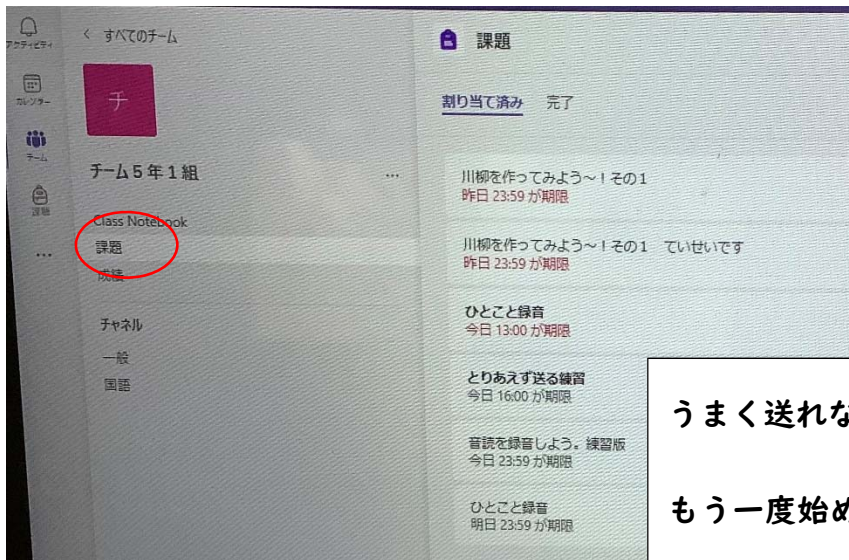 アクティビティ
カレンダー
チーム
課題
…
< すべてのチーム
チ
チーム5年1組
…
Class Notebook
課題
成績
チャネル
一般
国語
課題
割り当て済み 完了
川柳を作ってみよう~!その1
昨日 23:59 が期限
川柳を作ってみよう~!その1 ていせいです
昨日 23:59 が期限
ひとこと録音
今日 13:00 が期限
とりあえず送る練習
今日 16:00 が期限
音読を録音しよう。練習版
今日 23:59 が期限
ひとこと録音
明日 23:59 が期限
うまく送れな
もう一度始め